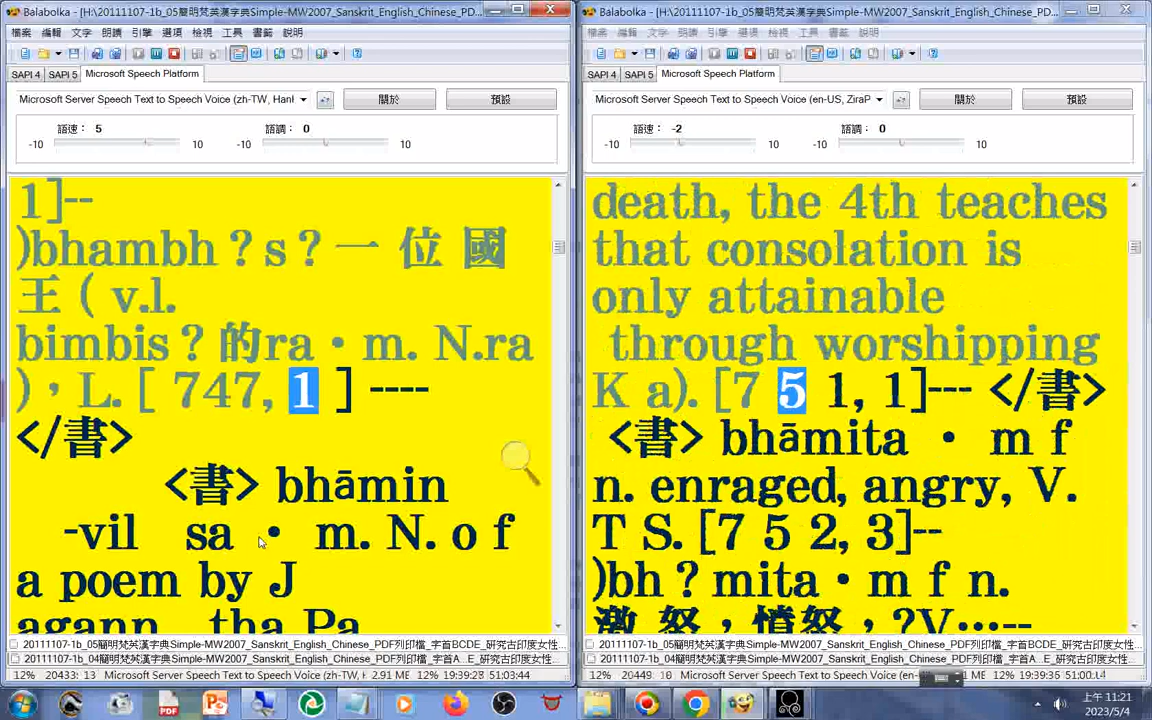 Balabolka - [H:\20111107-1b_05簡明梵英漢字典Simple-MW2007_Sanskrit_English_Chinese_PD...
檔案 編輯 文字 朗讀 引擎 選項 檢視 工具 書籤 說明
SAPI 4 SAPI 5 Microsoft Speech Platform
Microsoft Server Speech Text to Speech Voice (zh-TW, Hanl
關於 預設
語速： 5 語調： 0
-10 10 -10 10
1]--
)bhambh ? s ? 一 位 國
王 ( v.l.
bimbis ? 的ra • m. N.ra
) , L. [ 747, 1 ] ----
</書>
<書> bhāmin
-vil sa • m. N. o f
a poem by J
agann tha Pa
20111107-1b_05簡明梵英漢字典Simple-MW2007_Sanskrit_English_Chinese_PDF列印檔_字首BCDE_研究古印度女性...
20111107-1b_04簡明梵英漢字典Simple-MW2007_Sanskrit_English_Chinese_PDF列印檔_字首A...E_研究古印度女性...
12% 20433: 13 Microsoft Server Speech Text to Speech Voice (zh-TW, 2.91 ME 12% 19:39:28 51:03:44
Balabolka - [H:\20111107-1b_05簡明梵英漢字典Simple-MW2007_Sanskrit_English_Chinese_PD...
檔案 編輯 文字 朗讀 引擎 選項 檢視 工具 書籤 說明
SAPI 4 SAPI 5 Microsoft Speech Platform
Microsoft Server Speech Text to Speech Voice (en-US, ZiraP
關於 預設
語速： -2 語調： 0
-10 10 -10 10
death, the 4th teaches
that consolation is
only attainable
through worshipping
K a). [7 5 1, 1]--- </書>
<書> bhāmita • m f
n. enraged, angry, V.
T S. [7 5 2, 3]--
)bh ? mita • m f n.
激 怒 , 憤 怒 , ?V...--
20111107-1b_05簡明梵英漢字典Simple-MW2007_Sanskrit_English_Chinese_PDF列印檔_字首BCDE_研究古印度女性...
20111107-1b_04簡明梵英漢字典Simple-MW2007_Sanskrit_English_Chinese_PDF列印檔_字首A...E_研究古印度女性...
12% 20449: Microsoft Server Speech Text to Speech Voice (en- 12% 19:39:35
PDF
上午 11:21
2023/5/4